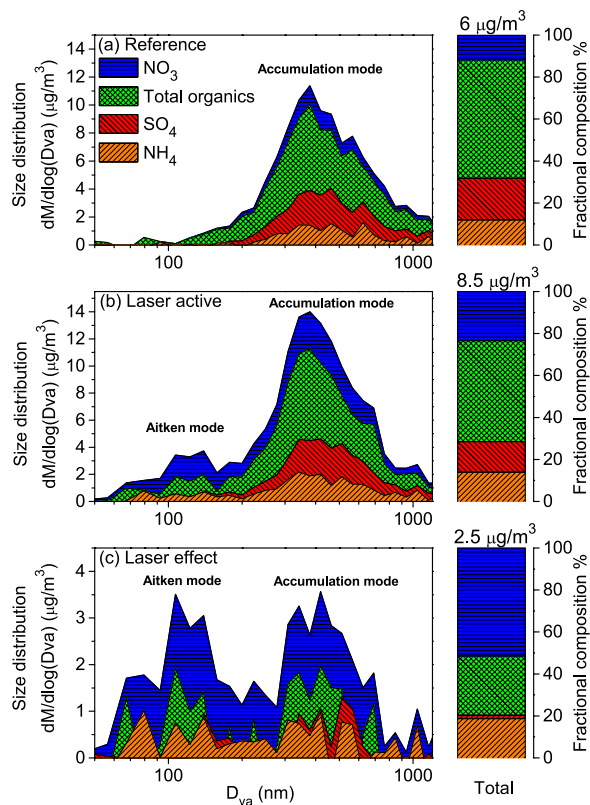 6 μg/m³
(a) Reference
NO₃
Total organics
SO₄
NH₄
Accumulation mode
Size distribution
dM/dlog(Dva) (μg/m³)
14
12
10
8
6
4
2
0
100
1000
100
80
60
40
20
0
Fractional composition %
8.5 μg/m³
(b) Laser active
Accumulation mode
Aitken mode
Size distribution
dM/dlog(Dva) (μg/m³)
14
12
10
8
6
4
2
0
100
1000
100
80
60
40
20
0
Fractional composition %
2.5 μg/m³
(c) Laser effect
Aitken mode
Accumulation mode
Size distribution
dM/dlog(Dva) (μg/m³)
4
3
2
1
0
100
1000
D_va (nm)
100
80
60
40
20
0
Fractional composition %
Total